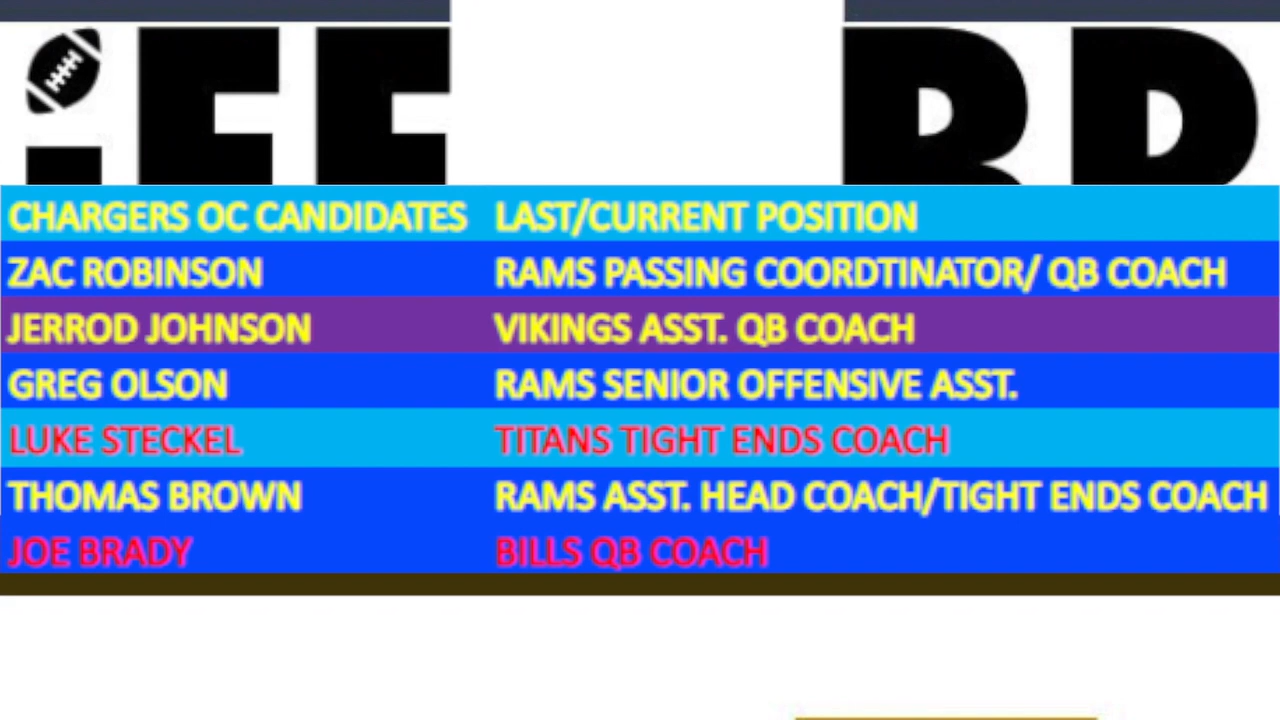 CHARGERS OC CANDIDATES LAST/CURRENT POSITION
ZAC ROBINSON RAMS PASSING COORDTINATOR/ QB COACH
JERROD JOHNSON VIKINGS ASST. QB COACH
GREG OLSON RAMS SENIOR OFFENSIVE ASST.
LUKE STECKEL TITANS TIGHT ENDS COACH
THOMAS BROWN RAMS ASST. HEAD COACH/TIGHT ENDS COACH
JOE BRADY BILLS QB COACH